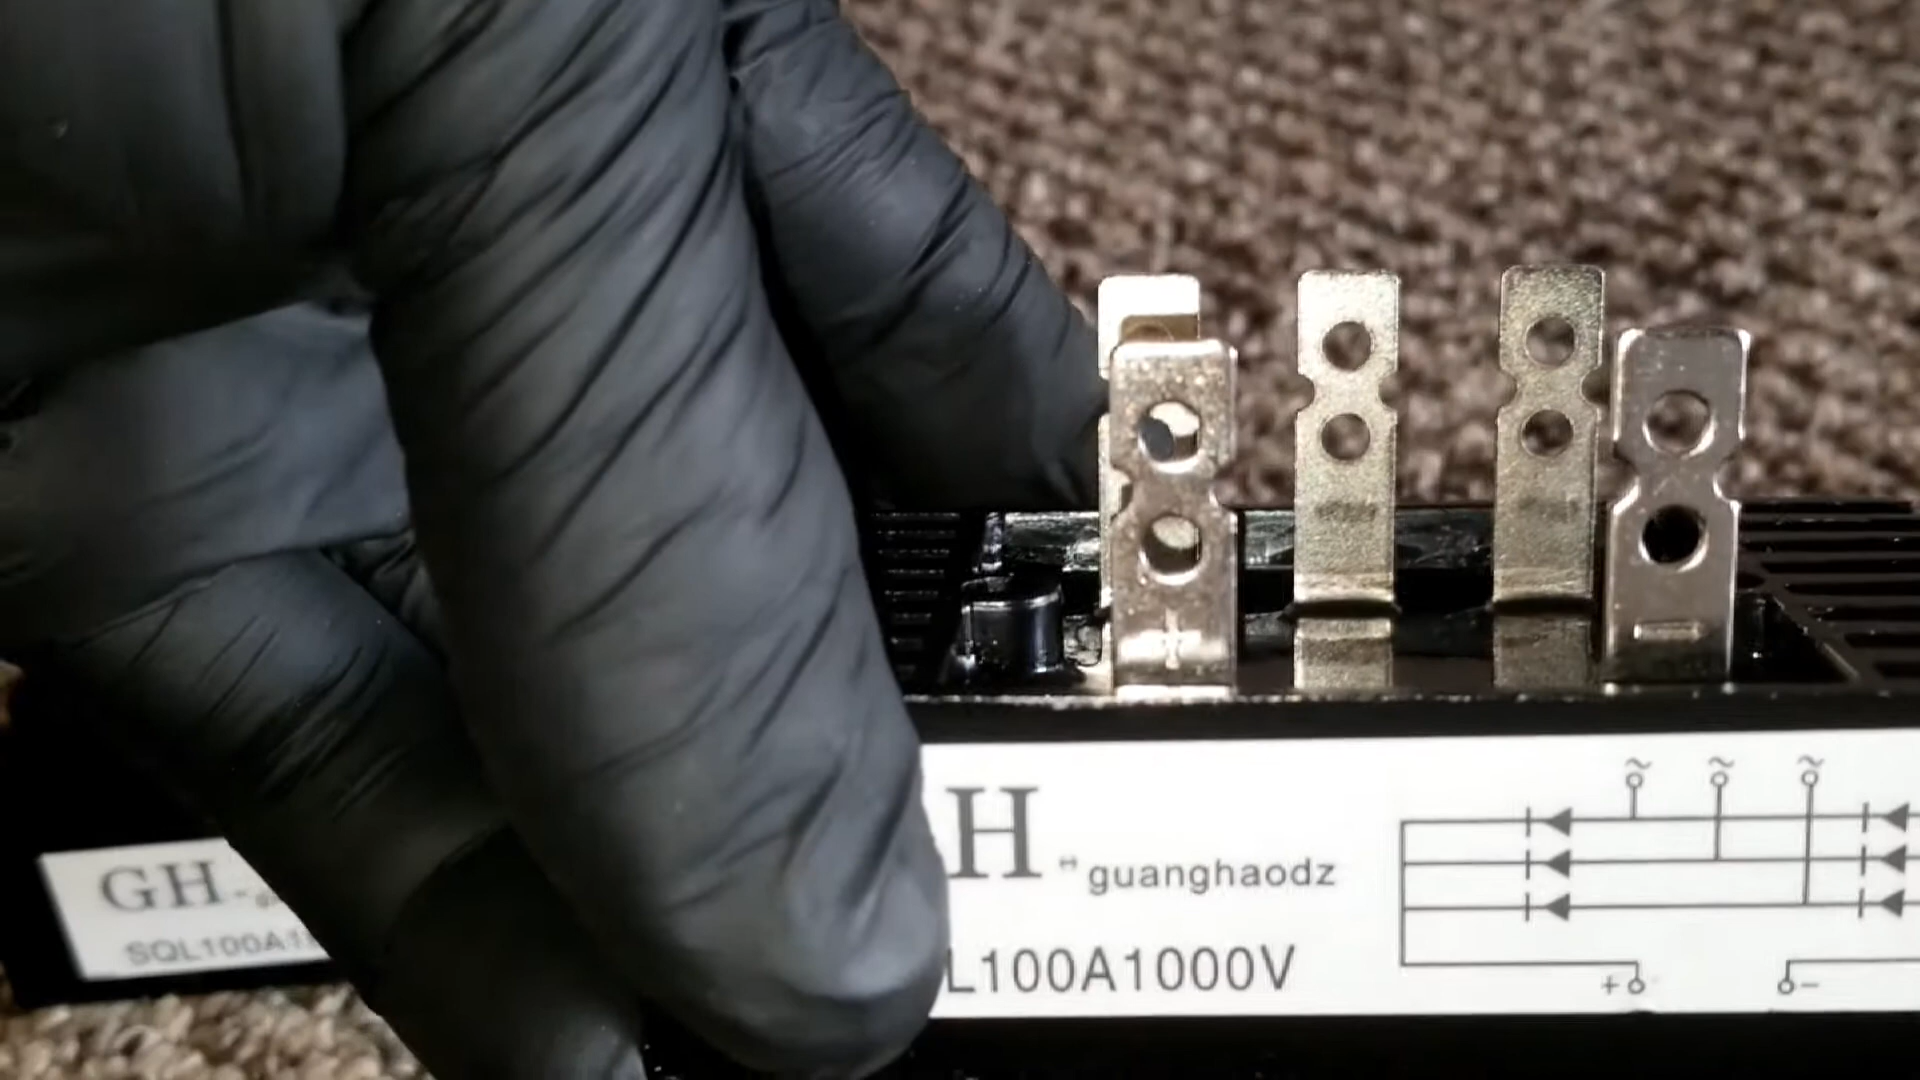 + −
GH
SQL100A1
H guanghaodz
L100A1000V
~ ~ ~
+ −